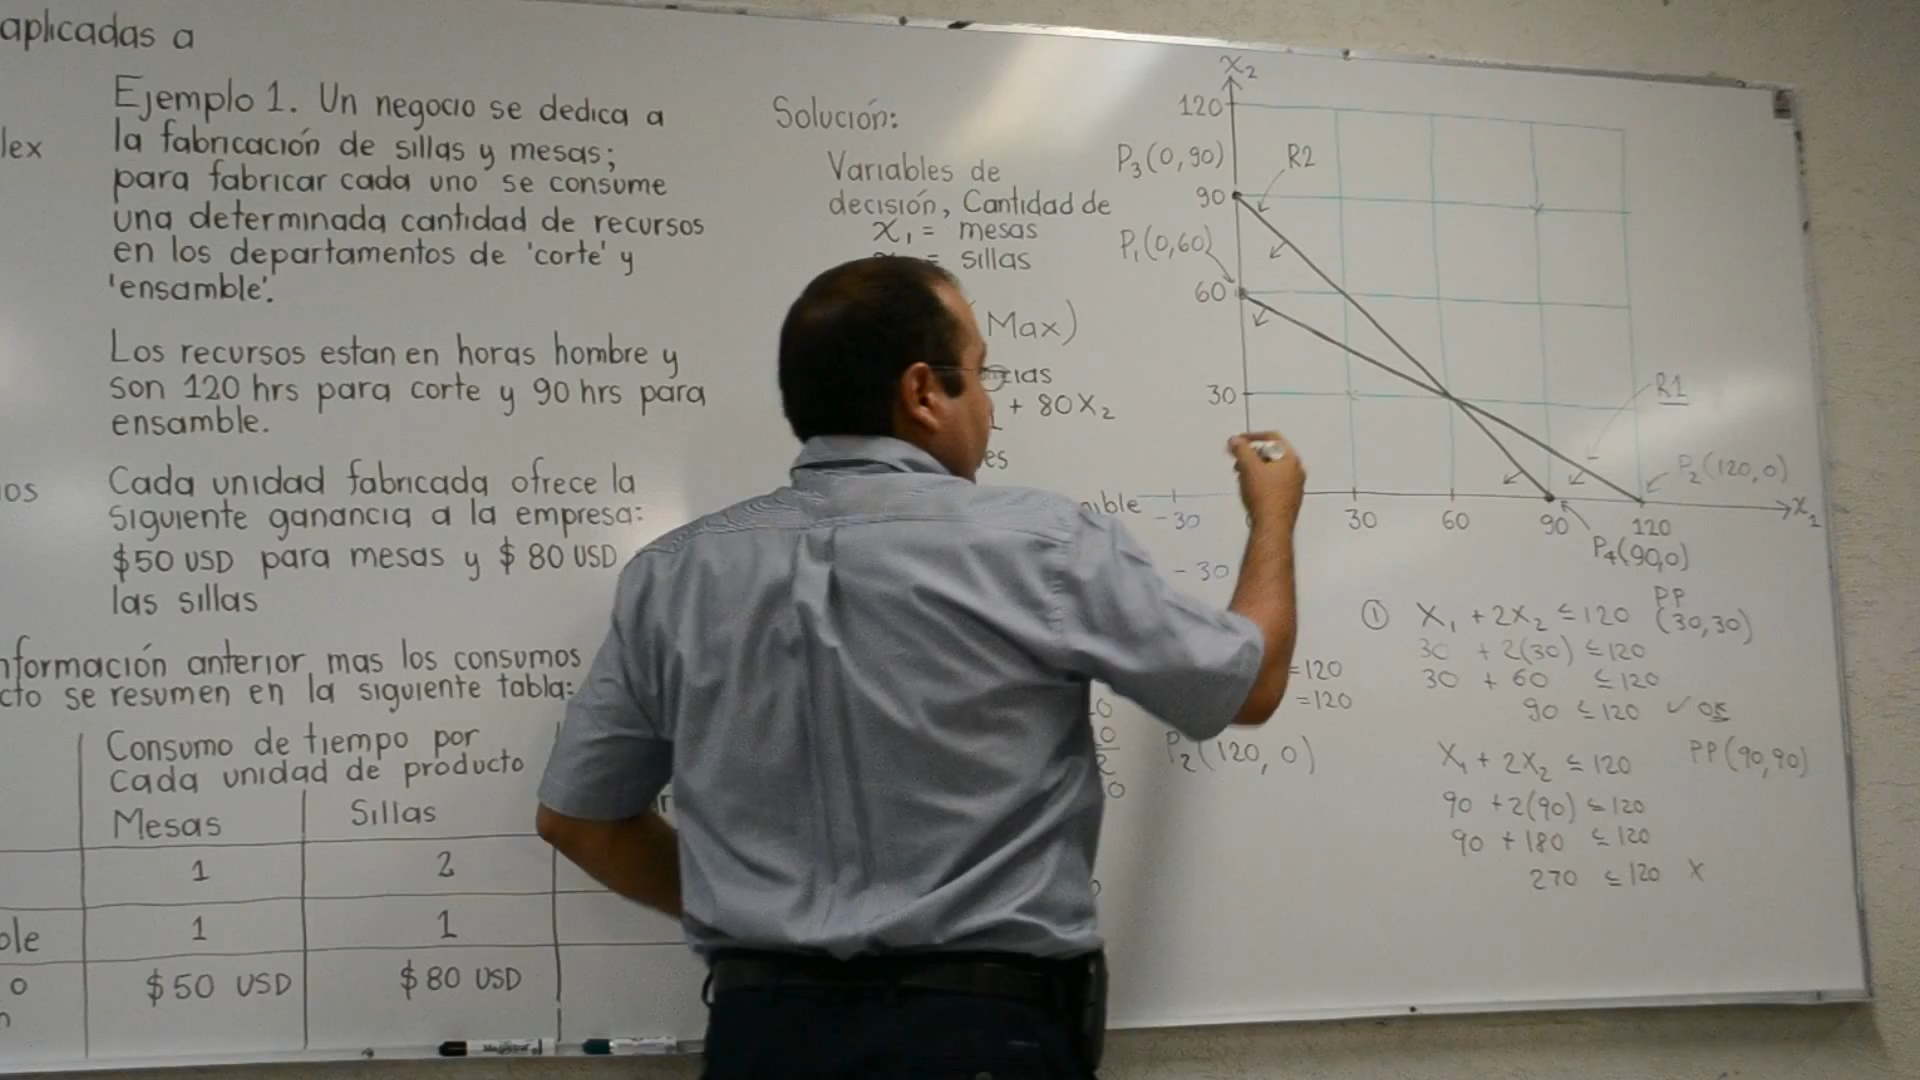 aplicadas a
lex
os
Ejemplo 1. Un negocio se dedica a
la fabricación de sillas y mesas;
para fabricar cada uno se consume
una determinada cantidad de recursos
en los departamentos de 'corte' y
'ensamble'.
Los recursos estan en horas hombre y
son 120 hrs para corte y 90 hrs para
ensamble.
Cada unidad fabricada ofrece la
siguiente ganancia a la empresa:
$50 USD para mesas y $80 USD
las sillas
nformación anterior mas los consumos
cto se resumen en la siguiente tabla:
Consumo de tiempo por
cada unidad de producto
Mesas Sillas
1 2
ble 1 1
o $50 USD $80 USD
Solución:
Variables de
decisión, Cantidad de
X₁ = mesas
= sillas
(Max)
cias
+ 80X₂
es
nible
=120
=120
P₂(120, 0)
X₂
120
P₃(0, 90) R2
90
P₁(0,60)
60
30
R1
P₂(120,0)
-30 30 60 90 120 X₁
P₄(90,0)
-30
① X₁ + 2X₂ ≤ 120 PP (30,30)
30 + 2(30) ≤ 120
30 + 60 ≤ 120
90 ≤ 120 ✓ OK
X₁ + 2X₂ ≤ 120 PP(90,90)
90 + 2(90) ≤ 120
90 + 180 ≤ 120
270 ≤ 120 X